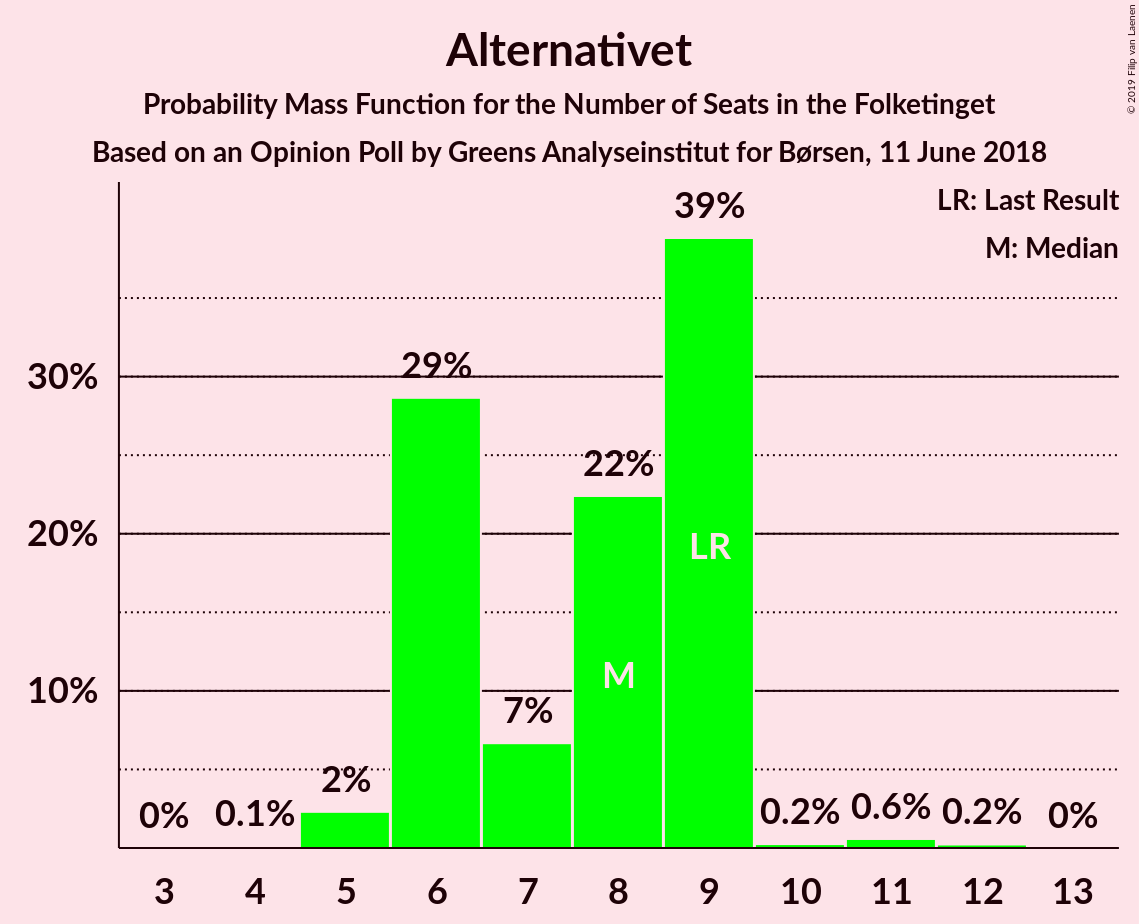 Alternativet
Probability Mass Function for the Number of Seats in the Folketinget
Based on an Opinion Poll by Greens Analyseinstitut for Børsen, 11 June 2018
© 2019 Filip van Laenen
LR: Last Result
M: Median
39%
29%
30%
22%
20%
LR
M
10%
7%
2%
0%
0.1%
0.2%
0.6%
0.2%
0%
3 4 5 6 7 8 9 10 11 12 13